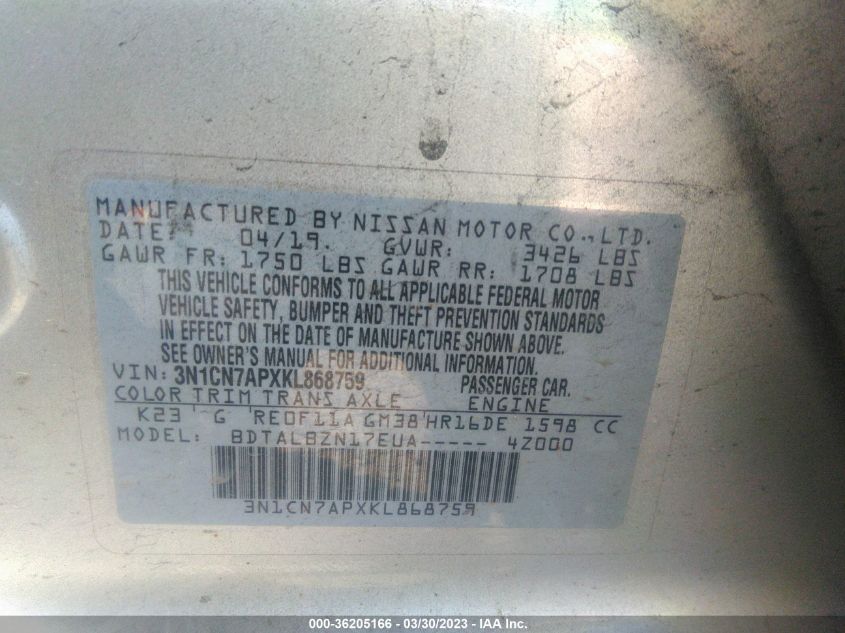 MANUFACTURED BY NISSAN MOTOR CO., LTD.
DATE: 04/19. GVWR: 3426 LBS
GAWR FR: 1750 LBS GAWR RR: 1708 LBS
THIS VEHICLE CONFORMS TO ALL APPLICABLE FEDERAL MOTOR
VEHICLE SAFETY, BUMPER AND THEFT PREVENTION STANDARDS
IN EFFECT ON THE DATE OF MANUFACTURE SHOWN ABOVE.
SEE OWNER'S MANUAL FOR ADDITIONAL INFORMATION.
VIN: 3N1CN7APXKL868759 PASSENGER CAR.
COLOR TRIM TRANS AXLE ENGINE
K23 G RE0F11A GM38 HR16DE 1598 CC
MODEL: BDTALBZN17EUA----- 4Z000
3N1CN7APXKL868759
000-36205166 - 03/30/2023 - IAA Inc.